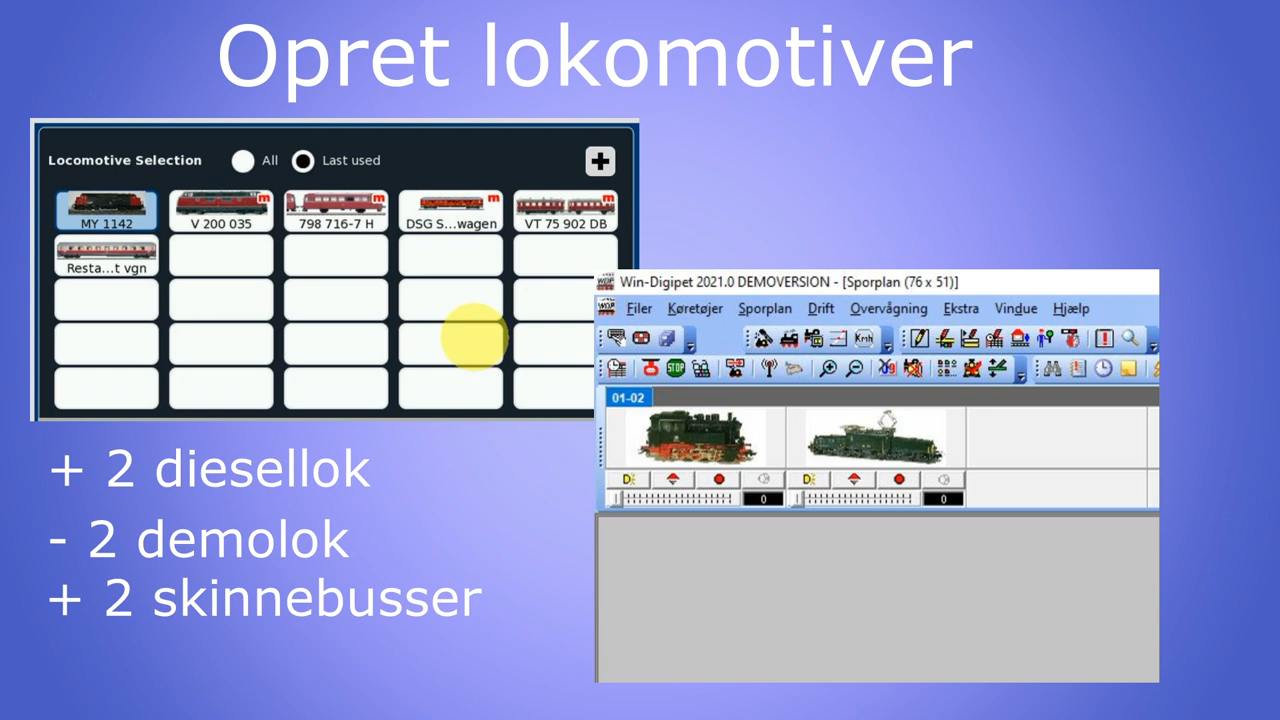 Opret lokomotiver
Locomotive Selection All Last used
MY 1142 V 200 035 798 716-7 H DSG S...wagen VT 75 902 DB
Resta...t vgn
Win-Digipet 2021.0 DEMOVERSION - [Sporplan (76 x 51)]
Filer Køretøjer Sporplan Drift Overvågning Ekstra Vindue Hjælp
Kmh
STOP
01-02
0 0
+ 2 diesellok
- 2 demolok
+ 2 skinnebusser